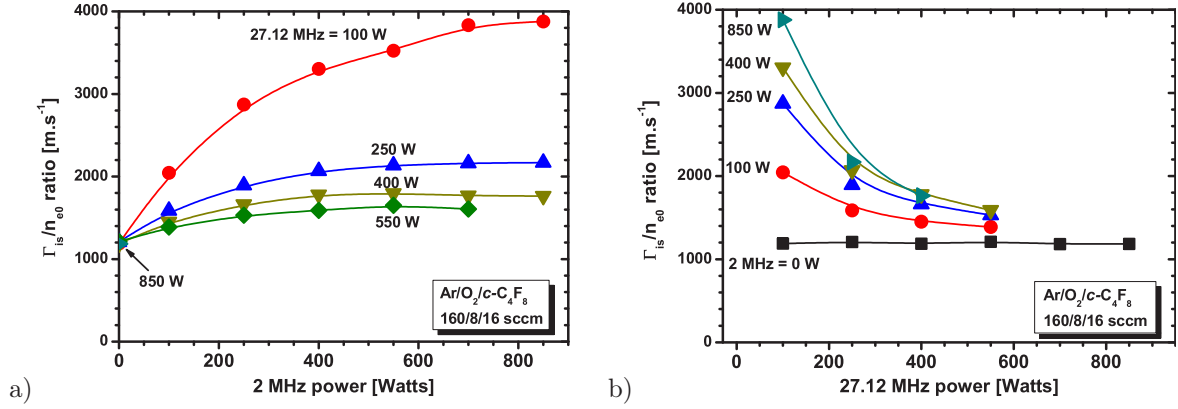 4000
3000
2000
1000
0
0
200
400
600
800
Γis/ne0 ratio [m.s-1]
2 MHz power [Watts]
27.12 MHz = 100 W
250 W
400 W
550 W
850 W
Ar/O2/c-C4F8
160/8/16 sccm
a)
4000
3000
2000
1000
0
0
200
400
600
800
Γis/ne0 ratio [m.s-1]
27.12 MHz power [Watts]
850 W
400 W
250 W
100 W
2 MHz = 0 W
Ar/O2/c-C4F8
160/8/16 sccm
b)